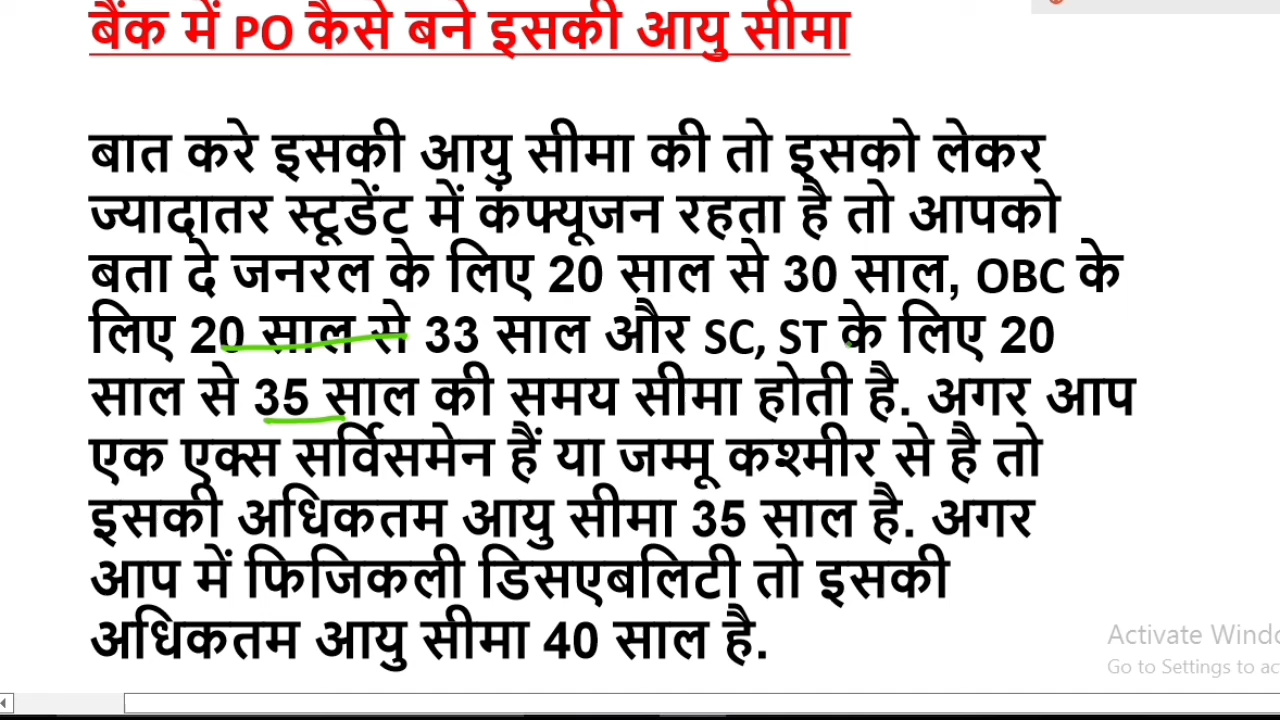 बैंक में PO कैसे बने इसकी आयु सीमा
बात करे इसकी आयु सीमा की तो इसको लेकर
ज्यादातर स्टूडेंट में कंफ्यूजन रहता है तो आपको
बता दे जनरल के लिए 20 साल से 30 साल, OBC के
लिए 20 साल से 33 साल और SC, ST के लिए 20
साल से 35 साल की समय सीमा होती है. अगर आप
एक एक्स सर्विसमेन हैं या जम्मू कश्मीर से है तो
इसकी अधिकतम आयु सीमा 35 साल है. अगर
आप में फिजिकली डिसएबलिटी तो इसकी
अधिकतम आयु सीमा 40 साल है.
Activate
Go to Settings to